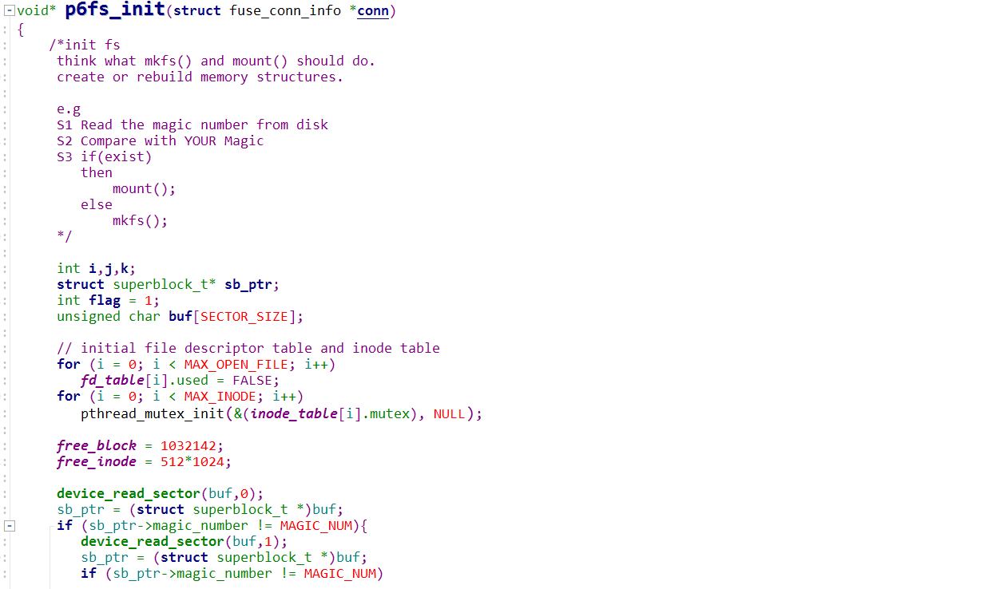 void* p6fs_init(struct fuse_conn_info *conn)
{
    /*init fs
     think what mkfs() and mount() should do.
     create or rebuild memory structures.

     e.g
     S1 Read the magic number from disk
     S2 Compare with YOUR Magic
     S3 if(exist)
        then
            mount();
        else
            mkfs();
     */

     int i,j,k;
     struct superblock_t* sb_ptr;
     int flag = 1;
     unsigned char buf[SECTOR_SIZE];

     // initial file descriptor table and inode table
     for (i = 0; i < MAX_OPEN_FILE; i++)
        fd_table[i].used = FALSE;
     for (i = 0; i < MAX_INODE; i++)
        pthread_mutex_init(&(inode_table[i].mutex), NULL);

     free_block = 1032142;
     free_inode = 512*1024;

     device_read_sector(buf,0);
     sb_ptr = (struct superblock_t *)buf;
     if (sb_ptr->magic_number != MAGIC_NUM){
        device_read_sector(buf,1);
        sb_ptr = (struct superblock_t *)buf;
        if (sb_ptr->magic_number != MAGIC_NUM)